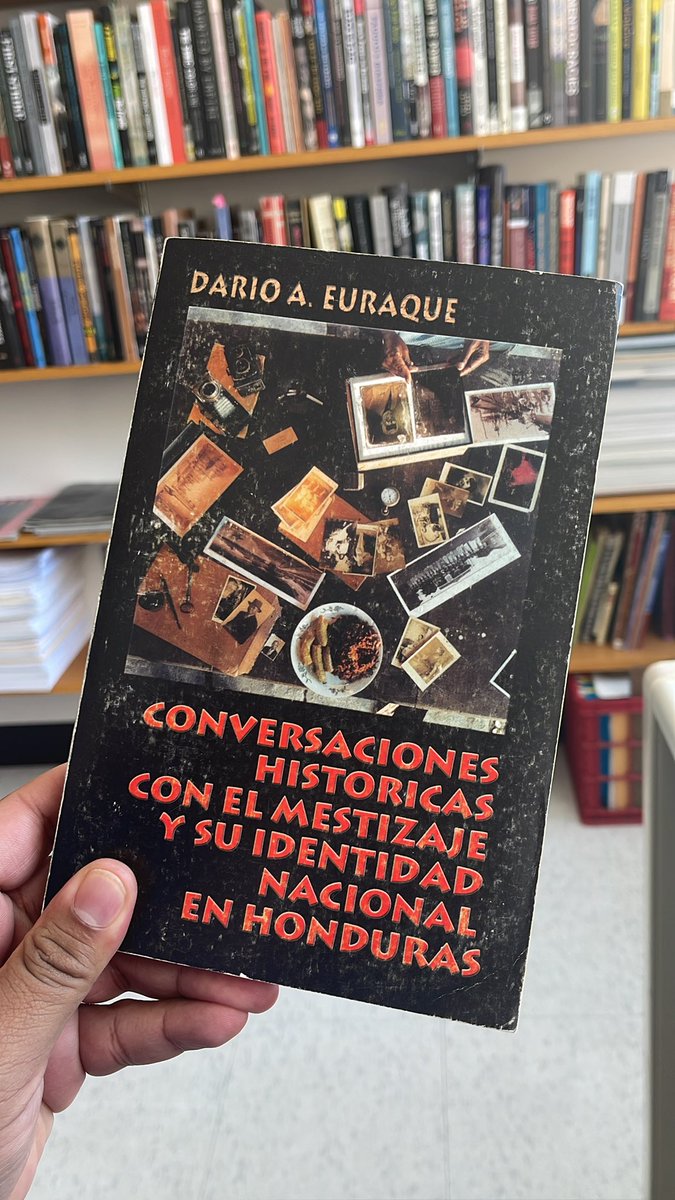 DARIO A. EURAQUE
CONVERSACIONES
HISTORICAS
CON EL MESTIZAJE
Y SU IDENTIDAD
NACIONAL
EN HONDURAS